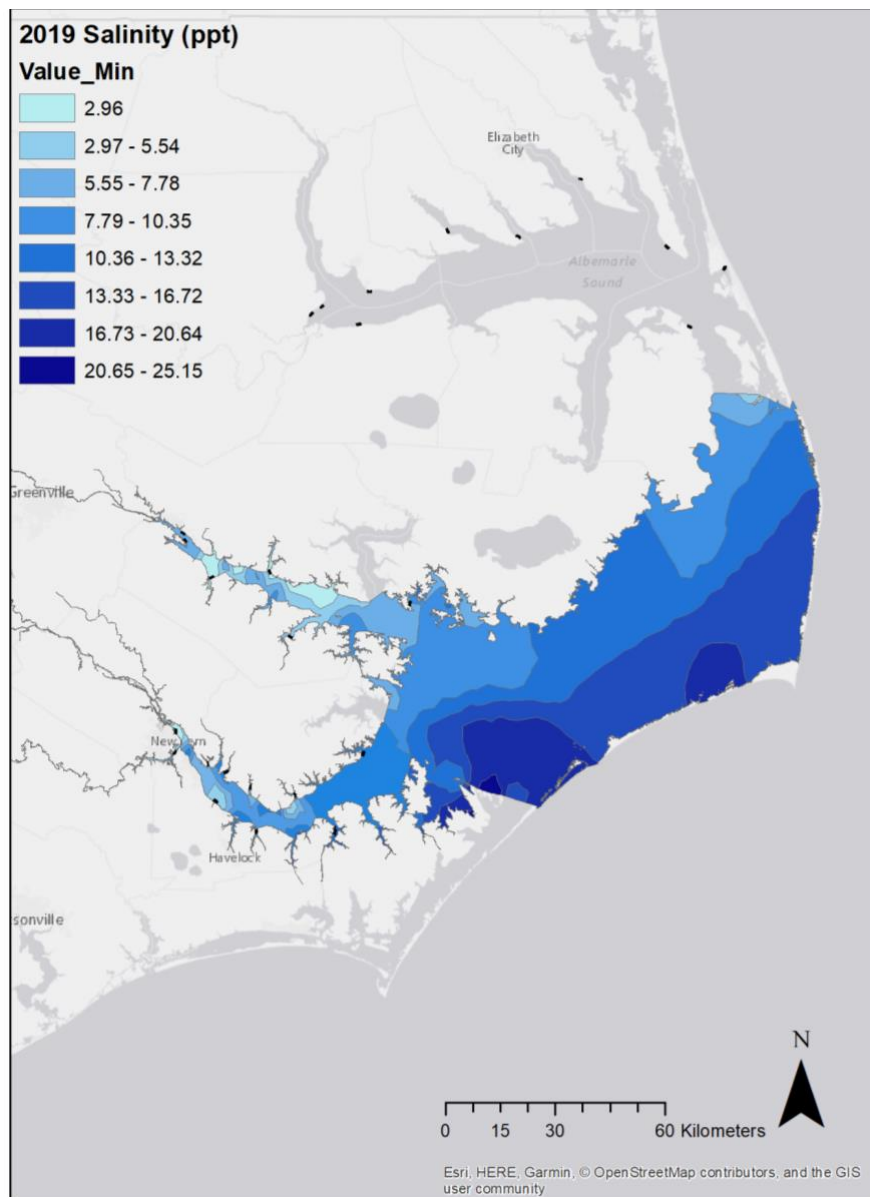 2019 Salinity (ppt)
Value_Min
2.96
2.97 - 5.54
5.55 - 7.78
7.79 - 10.35
10.36 - 13.32
13.33 - 16.72
16.73 - 20.64
20.65 - 25.15
Elizabeth
City
Albemarle
Sound
Greenville
New Bern
Havelock
sonville
N
0 15 30 60 Kilometers
Esri, HERE, Garmin, © OpenStreetMap contributors, and the GIS
user community